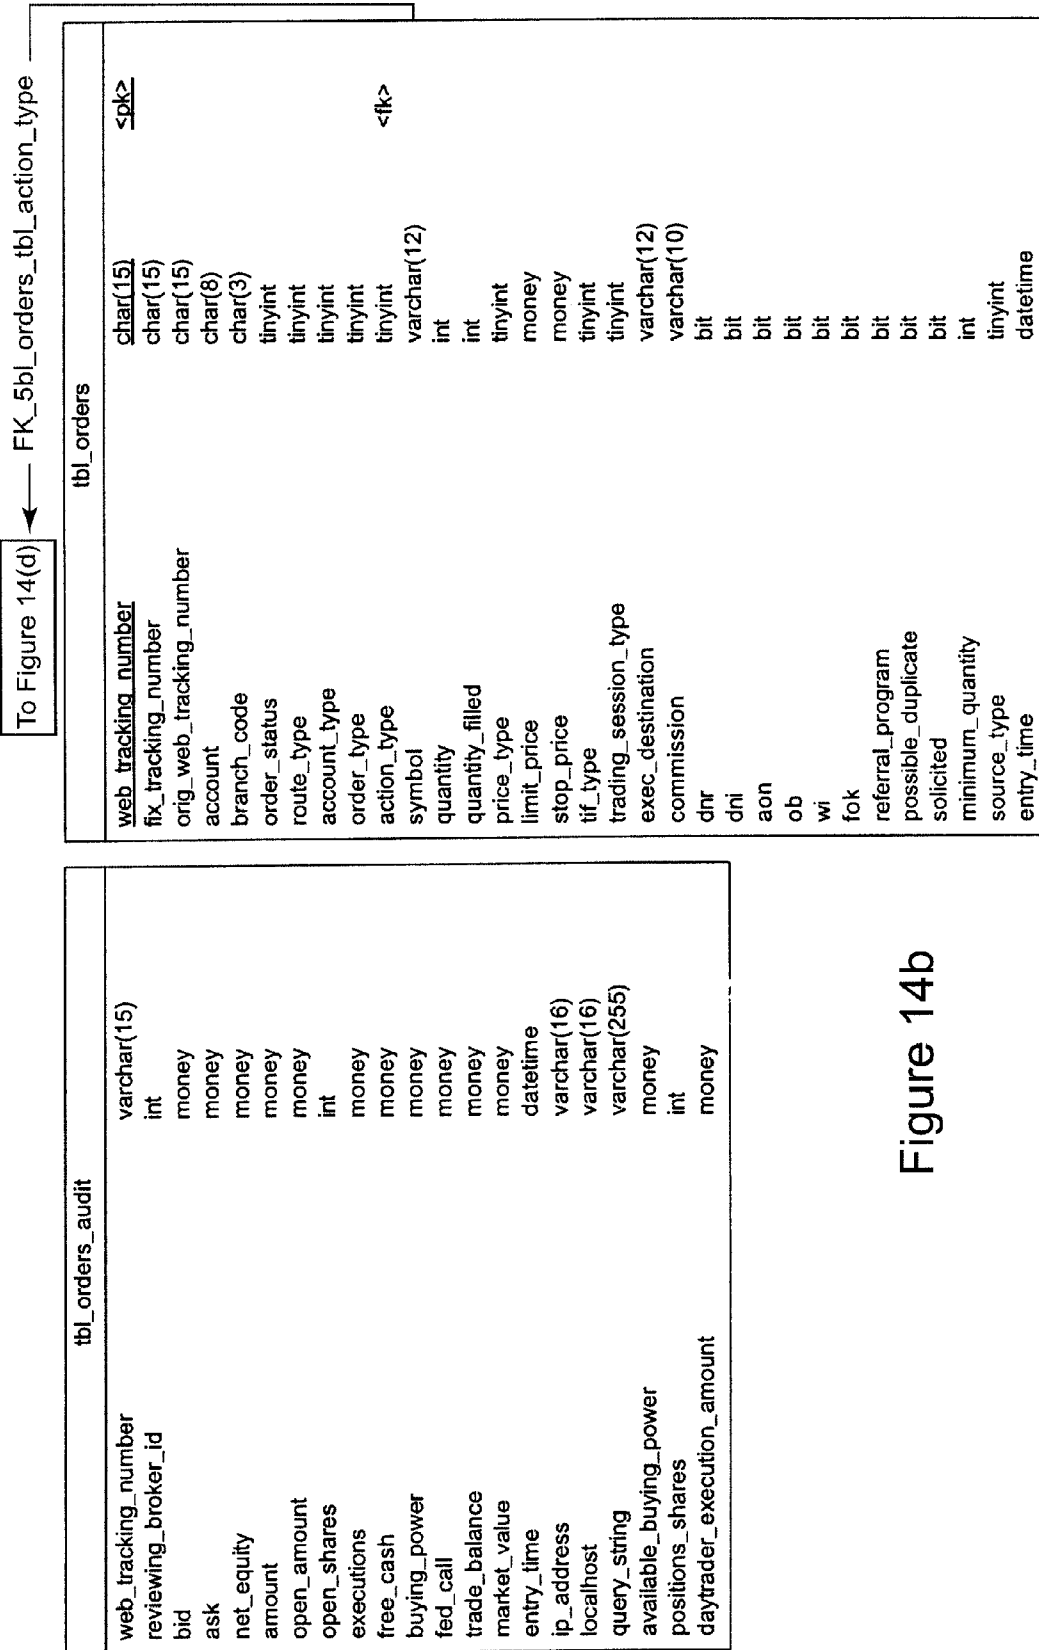 To Figure 14(d)
FK_5bl_orders_tbl_action_type
tbl_orders_audit
web_tracking_number varchar(15)
reviewing_broker_id int
bid money
ask money
net_equity money
amount money
open_amount money
open_shares int
executions money
free_cash money
buying_power money
fed_call money
trade_balance money
market_value money
entry_time datetime
ip_address varchar(16)
localhost varchar(16)
query_string varchar(255)
available_buying_power money
positions_shares int
daytrader_execution_amount money
tbl_orders
web_tracking_number char(15) <pk>
fix_tracking_number char(15)
orig_web_tracking_number char(15)
account char(8)
branch_code char(3)
order_status tinyint
route_type tinyint
account_type tinyint
order_type tinyint
action_type tinyint <fk>
symbol varchar(12)
quantity int
quantity_filled int
price_type tinyint
limit_price money
stop_price money
tif_type tinyint
trading_session_type tinyint
exec_destination varchar(12)
commission varchar(10)
dnr bit
dni bit
aon bit
ob bit
wi bit
fok bit
referral_program bit
possible_duplicate bit
solicited bit
minimum_quantity int
source_type tinyint
entry_time datetime
Figure 14b